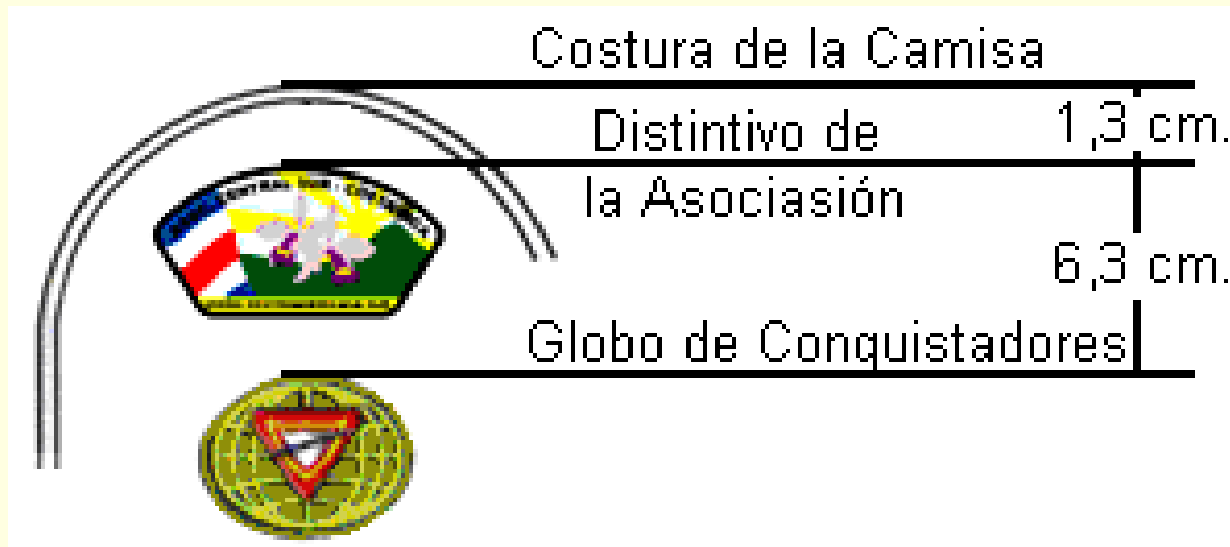 Costura de la Camisa
Distintivo de
1,3 cm.
la Asociasión
6,3 cm.
Globo de Conquistadores